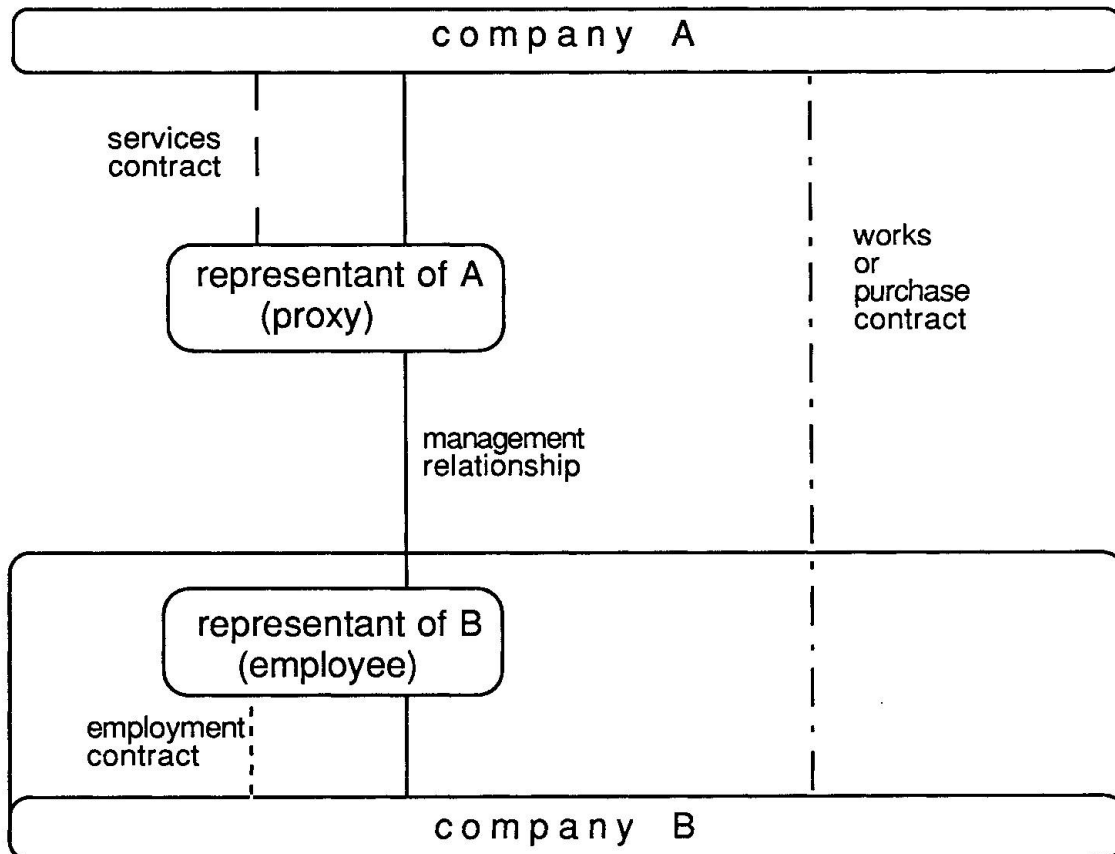 company A
services
contract
representant of A
(proxy)
works
or
purchase
contract
management
relationship
representant of B
(employee)
employment
contract
company B